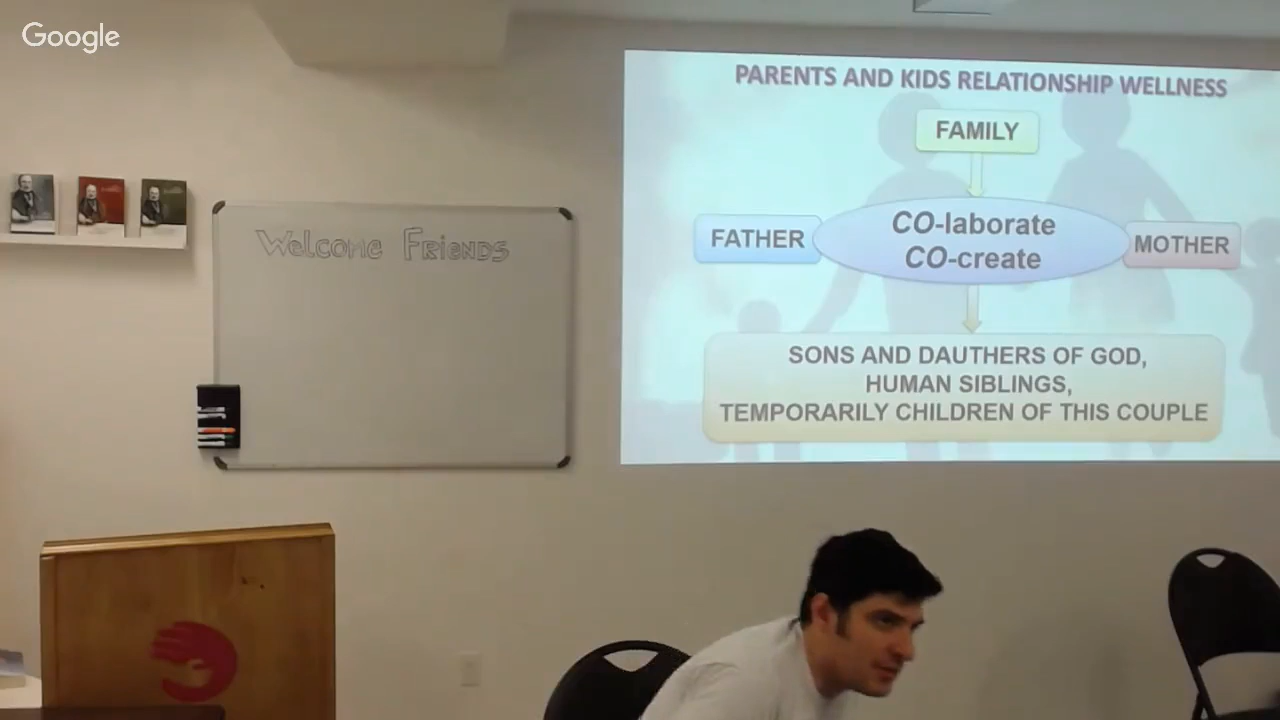 Google
Welcome Friends
PARENTS AND KIDS RELATIONSHIP WELLNESS
FAMILY
FATHER
CO-laborate
CO-create
MOTHER
SONS AND DAUTHERS OF GOD,
HUMAN SIBLINGS,
TEMPORARILY CHILDREN OF THIS COUPLE